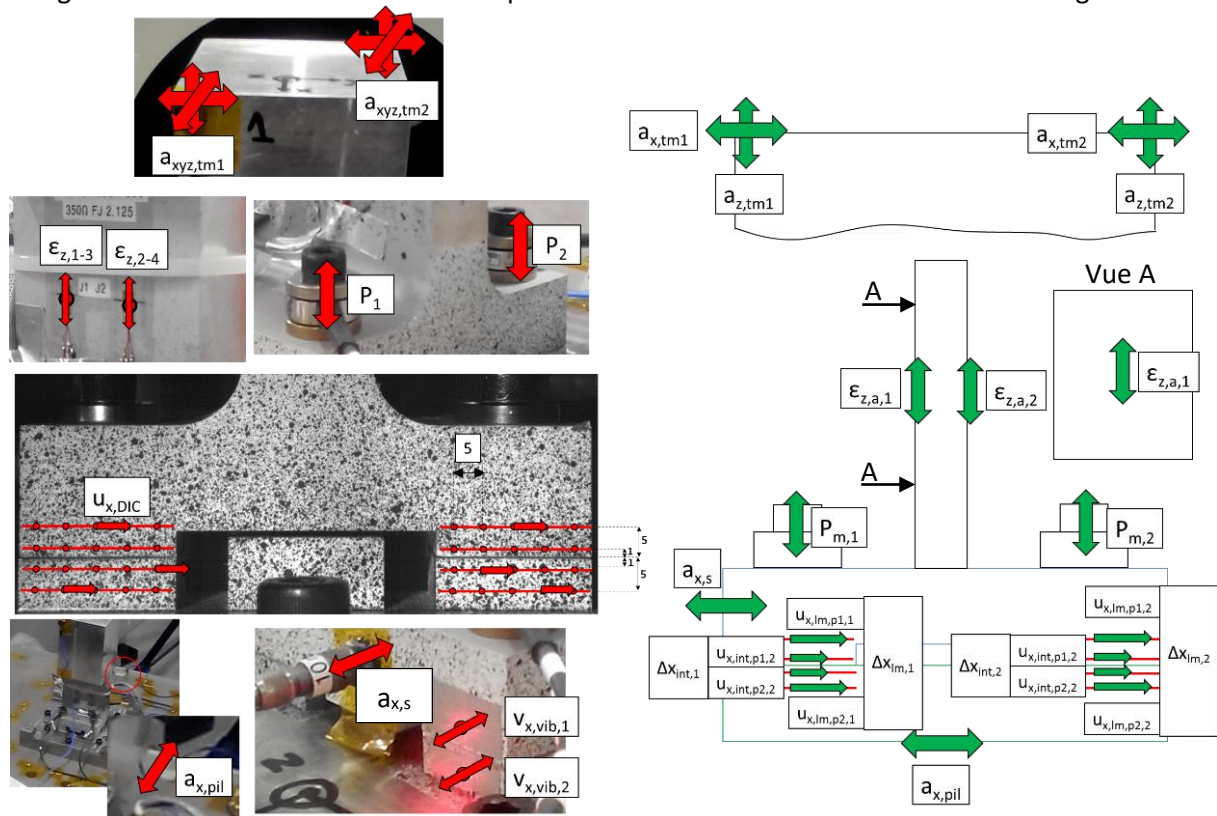 a_xyz,tm1
a_xyz,tm2
1
350Ω FJ 2.125
ε_z,1-3
ε_z,2-4
J1 J2
P_1
P_2
u_x,DIC
5
5
1
1
5
a_x,pil
a_x,s
v_x,vib,1
v_x,vib,2
a_x,tm1
a_z,tm1
a_x,tm2
a_z,tm2
A
A
ε_z,a,1
ε_z,a,2
Vue A
ε_z,a,1
P_m,1
P_m,2
a_x,s
Δx_int,1
u_x,lm,p1,1
u_x,int,p1,2
u_x,int,p2,2
u_x,lm,p2,1
Δx_lm,1
Δx_int,2
u_x,lm,p1,2
u_x,int,p1,2
u_x,int,p2,2
u_x,lm,p2,2
Δx_lm,2
a_x,pil